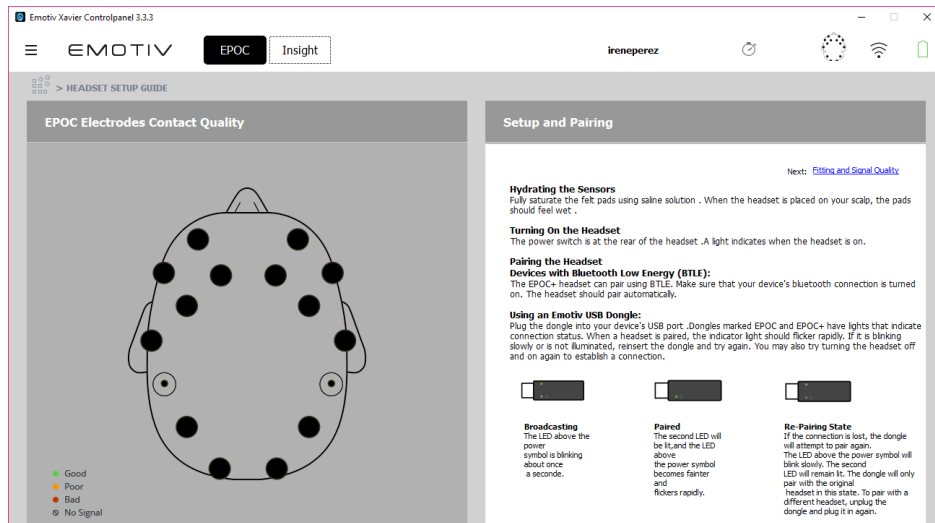 Emotiv Xavier Controlpanel 3.3.3
EMOTIV
EPOC
Insight
ireneperez
> HEADSET SETUP GUIDE
EPOC Electrodes Contact Quality
Good
Poor
Bad
No Signal
Setup and Pairing
Next: Fitting and Signal Quality
Hydrating the Sensors
Fully saturate the felt pads using saline solution . When the headset is placed on your scalp, the pads
should feel wet .
Turning On the Headset
The power switch is at the rear of the headset .A light indicates when the headset is on.
Pairing the Headset
Devices with Bluetooth Low Energy (BTLE):
The EPOC+ headset can pair using BTLE. Make sure that your device's bluetooth connection is turned
on. The headset should pair automatically.
Using an Emotiv USB Dongle:
Plug the dongle into your device's USB port .Dongles marked EPOC and EPOC+ have lights that indicate
connection status. When a headset is paired, the indicator light should flicker rapidly. If it is blinking
slowly or is not illuminated, reinsert the dongle and try again. You may also try turning the headset off
and on again to establish a connection.
Broadcasting
The LED above the
power
symbol is blinking
about once
a seconde.
Paired
The second LED will
be lit,and the LED
above
the power symbol
becomes fainter
and
flickers rapidly.
Re-Pairing State
If the connection is lost, the dongle
will attempt to pair again.
The LED above the power symbol will
blink slowly. The second
LED will remain lit. The dongle will only
pair with the original
headset in this state. To pair with a
different headset, unplug the
dongle and plug it in again.